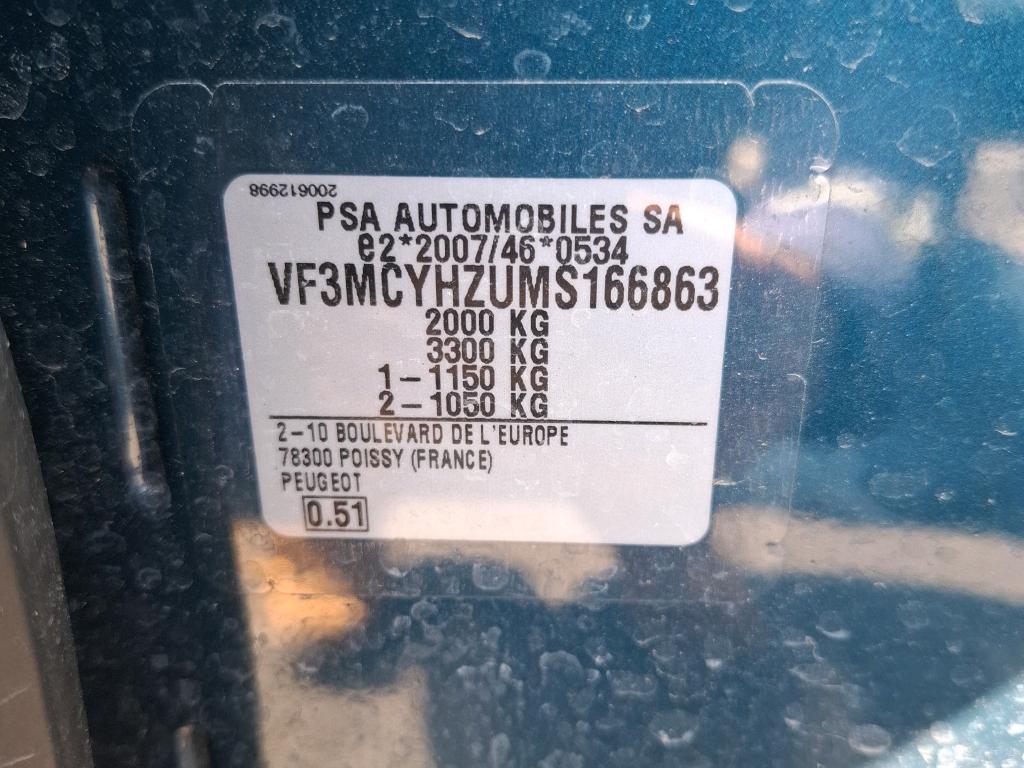 200612998
PSA AUTOMOBILES SA
e2*2007/46*0534
VF3MCYHZUMS166863
2000 KG
3300 KG
1-1150 KG
2-1050 KG
2-10 BOULEVARD DE L'EUROPE
78300 POISSY (FRANCE)
PEUGEOT
0.51